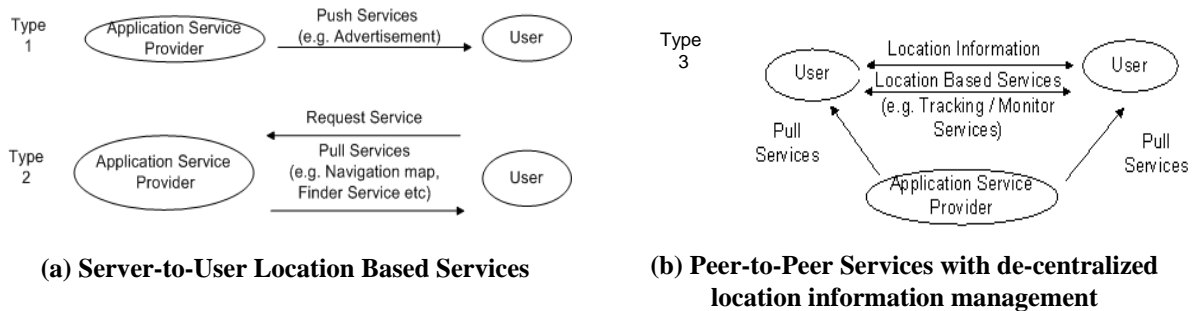 Type
1
Application Service
Provider
Push Services
(e.g. Advertisement)
User
Type
2
Application Service
Provider
Request Service
Pull Services
(e.g. Navigation map,
Finder Service etc)
User
(a) Server-to-User Location Based Services
Type
3
User
Location Information
Location Based Services
(e.g. Tracking / Monitor
Services)
User
Pull
Services
Pull
Services
Application Service
Provider
(b) Peer-to-Peer Services with de-centralized
location information management